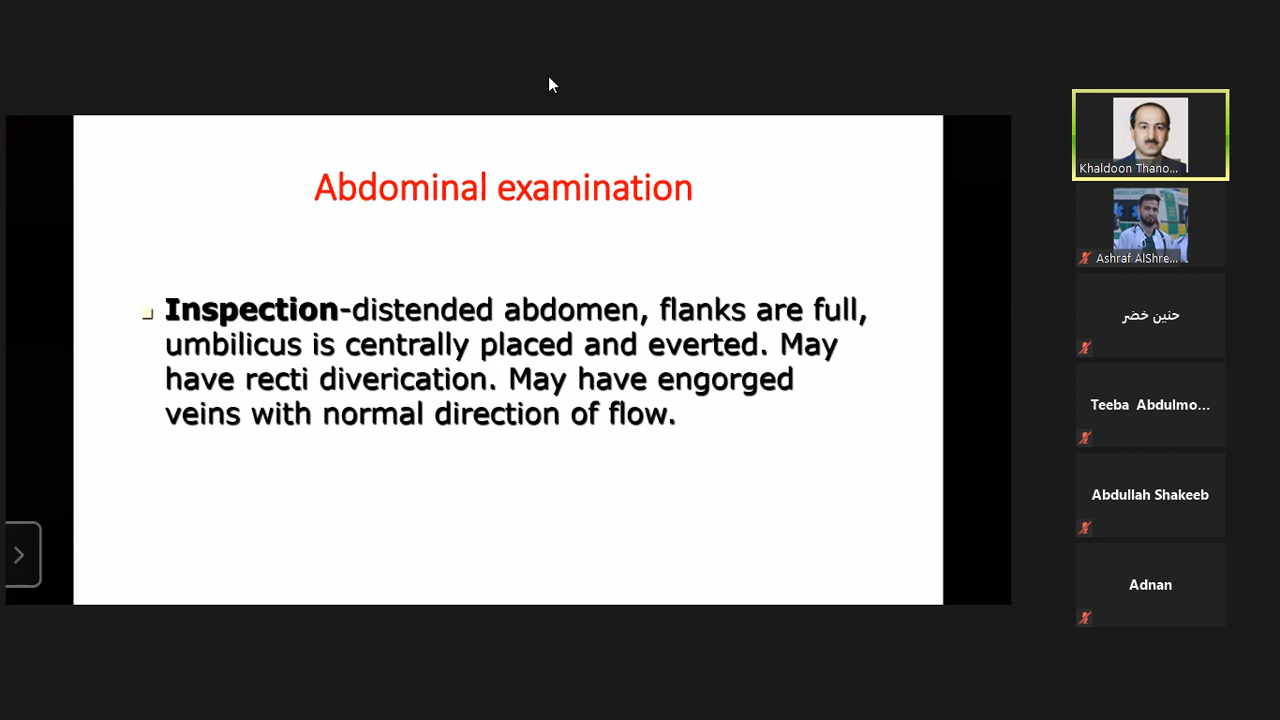 Abdominal examination
Inspection-distended abdomen, flanks are full,
umbilicus is centrally placed and everted. May
have recti diverication. May have engorged
veins with normal direction of flow.
Khaldoon Thano...
Ashraf AlShre...
حنين خضر
Teeba Abdulmo...
Abdullah Shakeeb
Adnan